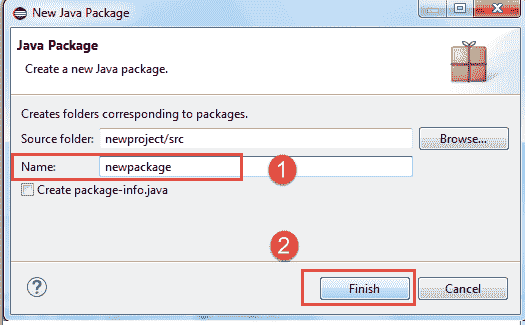 New Java Package
Java Package
Create a new Java package.
Creates folders corresponding to packages.
Source folder: newproject/src Browse...
Name: newpackage 1
Create package-info.java
2
? Finish Cancel